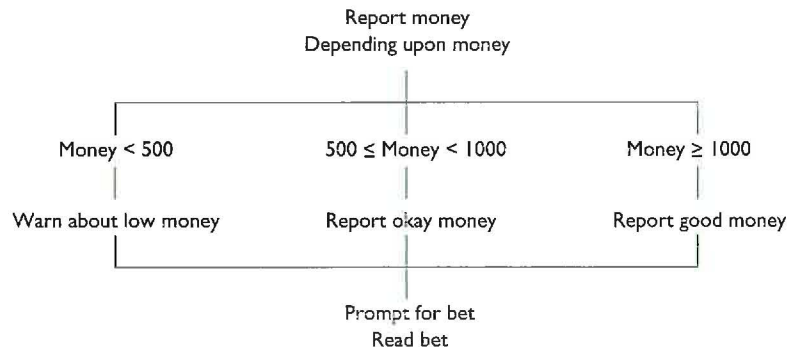 Report money
Depending upon money
Money < 500
500 ≤ Money < 1000
Money ≥ 1000
Warn about low money
Report okay money
Report good money
Prompt for bet
Read bet